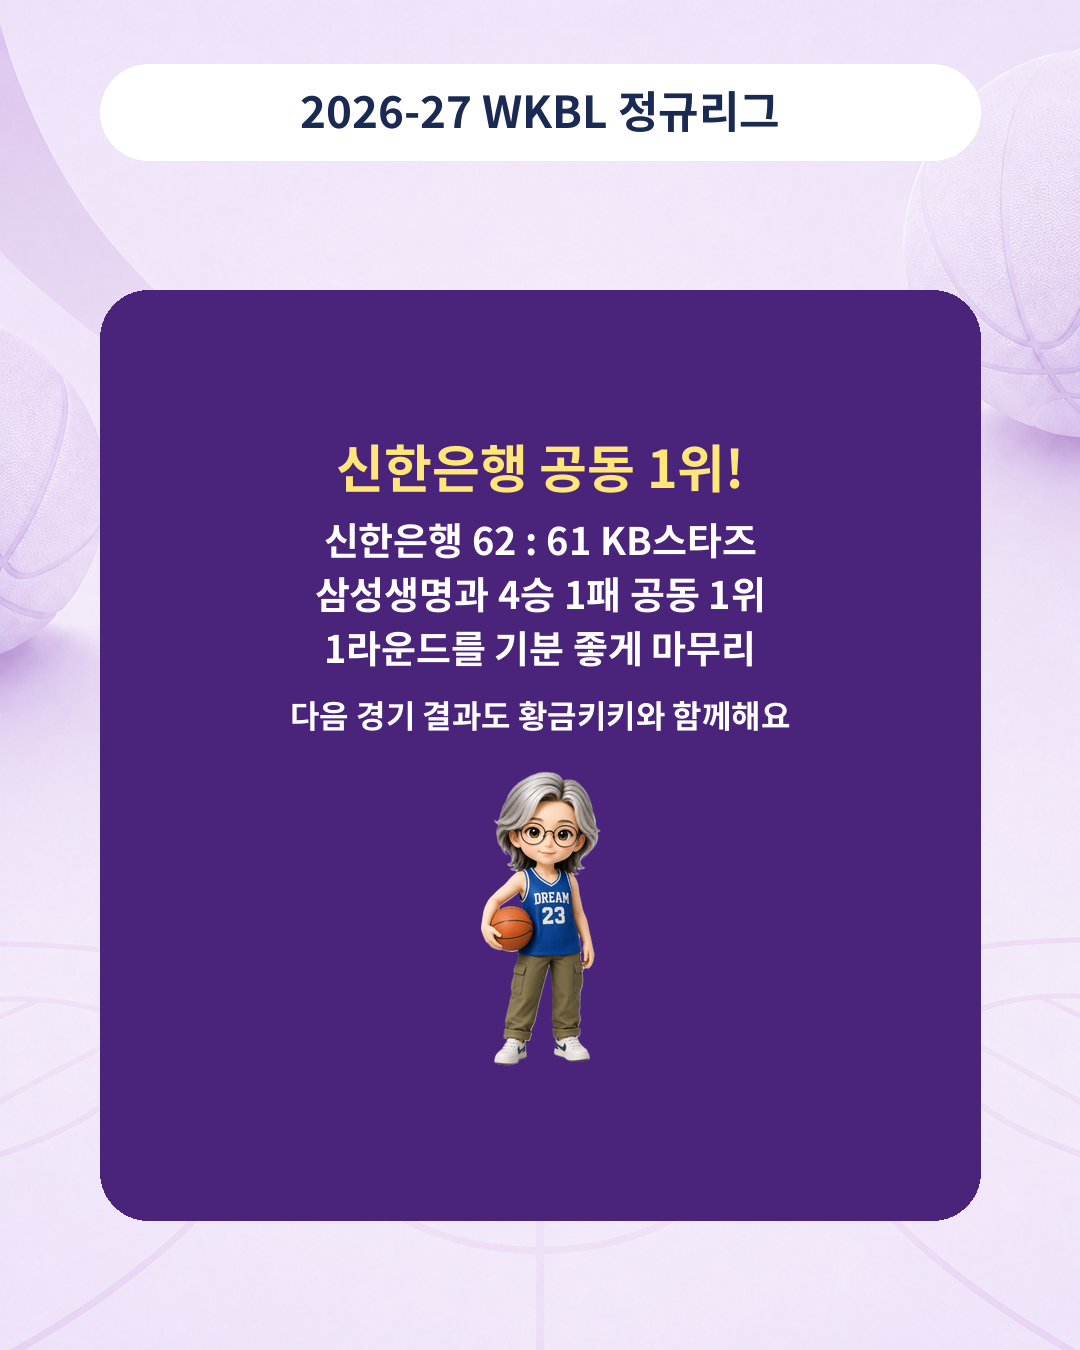 2026-27 WKBL 정규리그
신한은행 공동 1위!
신한은행 62 : 61 KB스타즈
삼성생명과 4승 1패 공동 1위
1라운드를 기분 좋게 마무리
다음 경기 결과도 황금키키와 함께해요
DREAM
23